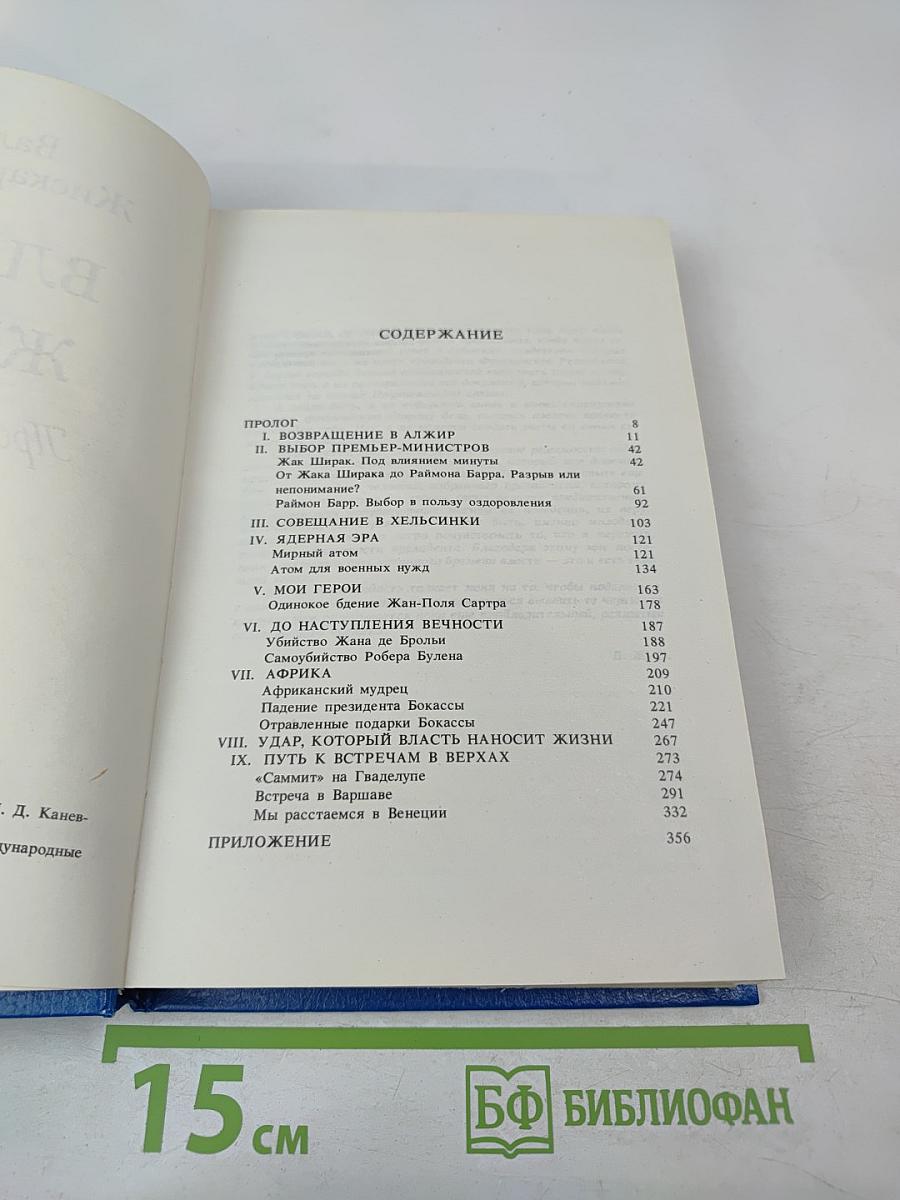 . Д. Канев-
дународные
СОДЕРЖАНИЕ
ПРОЛОГ 8
I. ВОЗВРАЩЕНИЕ В АЛЖИР 11
II. ВЫБОР ПРЕМЬЕР-МИНИСТРОВ 42
Жак Ширак. Под влиянием минуты 42
От Жака Ширака до Раймона Барра. Разрыв или
непонимание? 61
Раймон Барр. Выбор в пользу оздоровления 92
III. СОВЕЩАНИЕ В ХЕЛЬСИНКИ 103
IV. ЯДЕРНАЯ ЭРА 121
Мирный атом 121
Атом для военных нужд 134
V. МОИ ГЕРОИ 163
Одинокое бдение Жан-Поля Сартра 178
VI. ДО НАСТУПЛЕНИЯ ВЕЧНОСТИ 187
Убийство Жана де Брольи 188
Самоубийство Робера Булена 197
VII. АФРИКА 209
Африканский мудрец 210
Падение президента Бокассы 221
Отравленные подарки Бокассы 247
VIII. УДАР, КОТОРЫЙ ВЛАСТЬ НАНОСИТ ЖИЗНИ 267
IX. ПУТЬ К ВСТРЕЧАМ В ВЕРХАХ 273
«Саммит» на Гваделупе 274
Встреча в Варшаве 291
Мы расстаемся в Венеции 332
ПРИЛОЖЕНИЕ 356
15 см
БФ БИБЛИОФАН